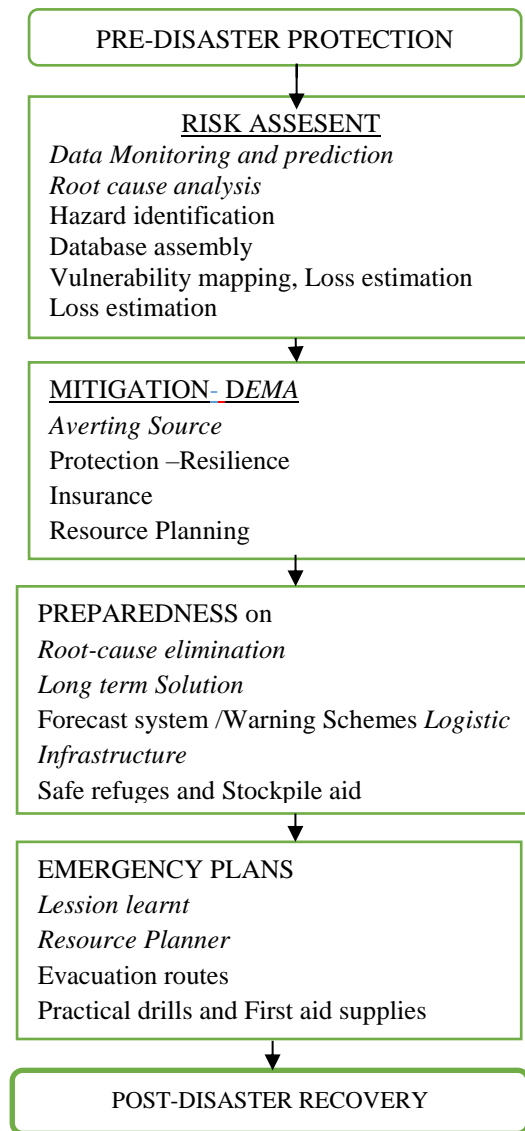 PRE-DISASTER PROTECTION
RISK ASSESENT
Data Monitoring and prediction
Root cause analysis
Hazard identification
Database assembly
Vulnerability mapping, Loss estimation
Loss estimation
MITIGATION- DEMA
Averting Source
Protection –Resilience
Insurance
Resource Planning
PREPAREDNESS on
Root-cause elimination
Long term Solution
Forecast system /Warning Schemes Logistic
Infrastructure
Safe refuges and Stockpile aid
EMERGENCY PLANS
Lession learnt
Resource Planner
Evacuation routes
Practical drills and First aid supplies
POST-DISASTER RECOVERY